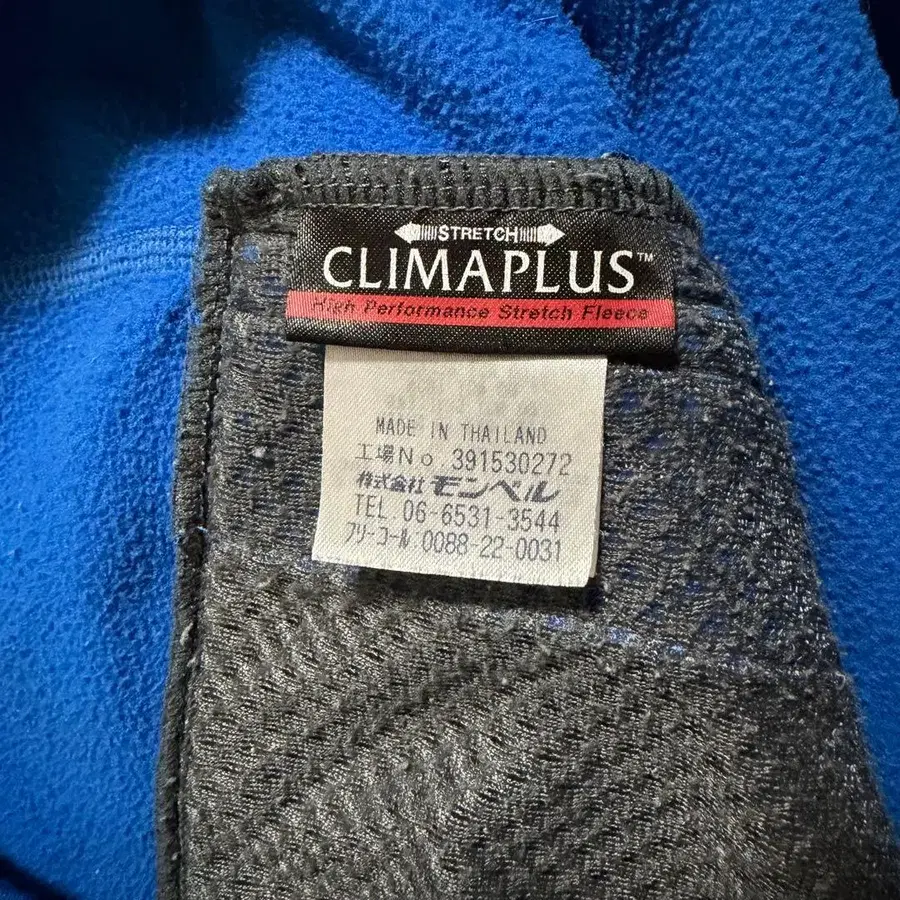 STRETCH
CLIMAPLUS™
High Performance Stretch Fleece
MADE IN THAILAND
工場No 391530272
株式会社 モンベル
TEL 06-6531-3544
フリーコール 0088-22-0031